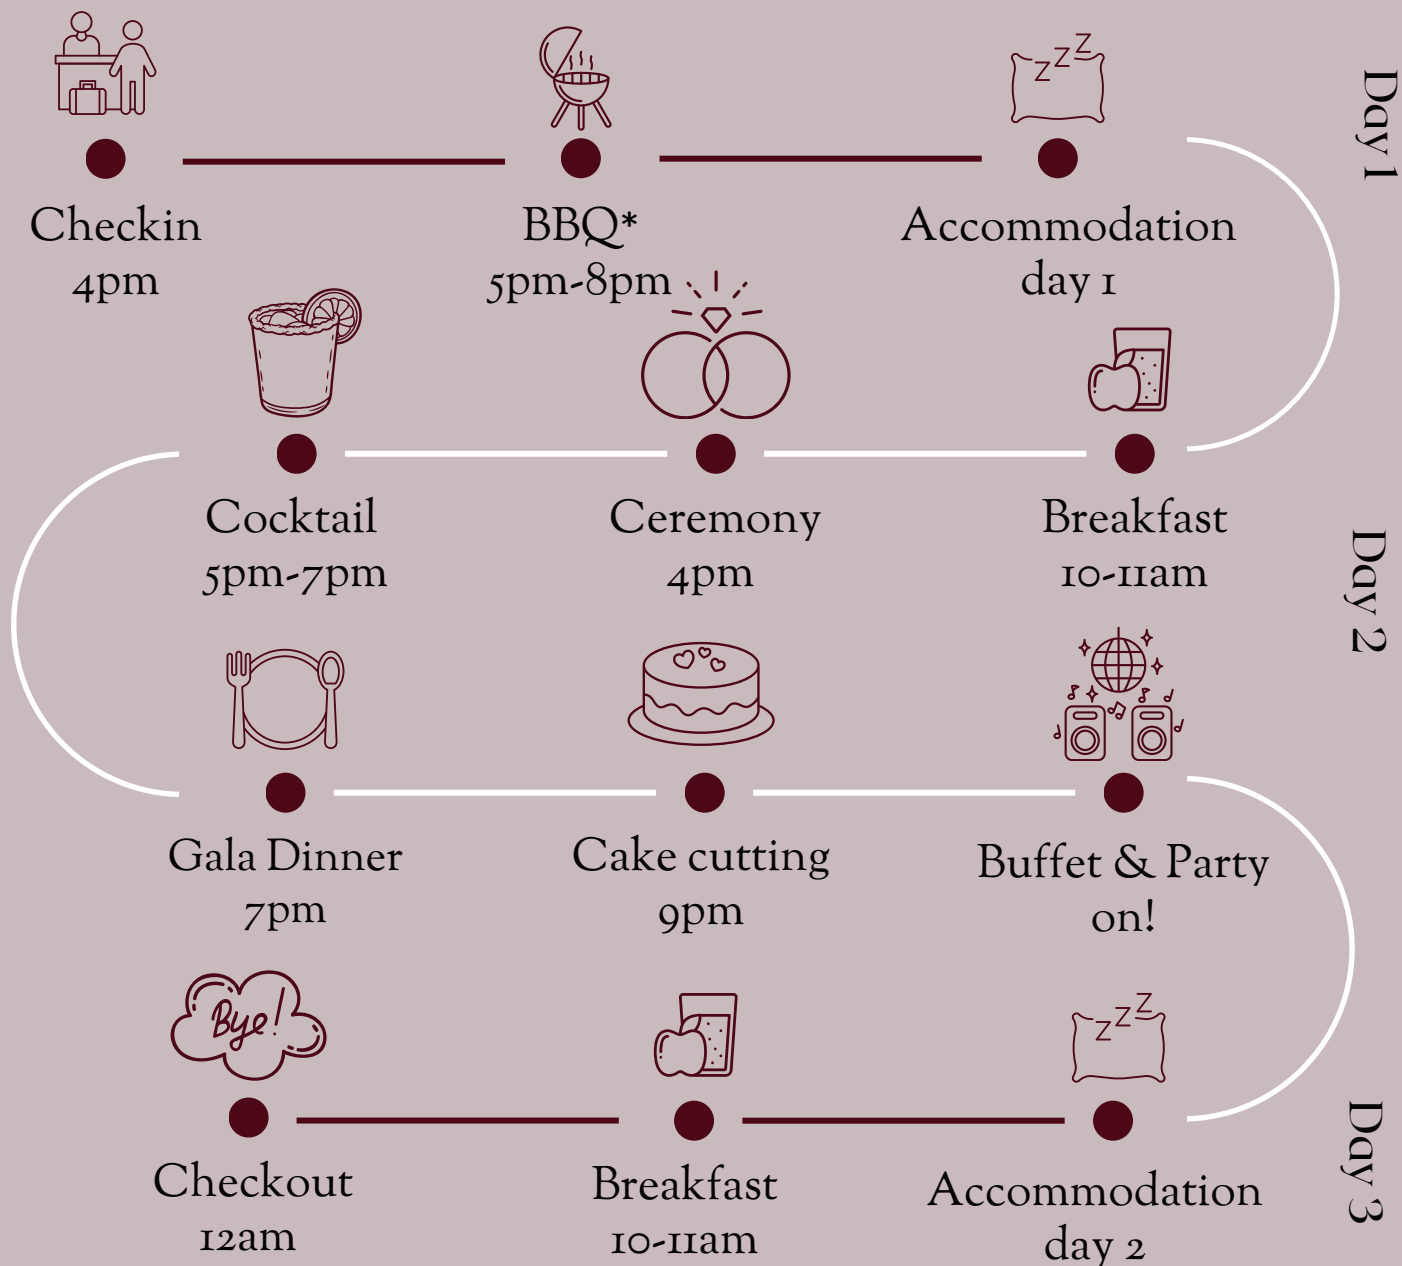 Day 1
Checkin
4pm
BBQ*
5pm-8pm
Accommodation
day 1
Day 2
Breakfast
10-11am
Ceremony
4pm
Cocktail
5pm-7pm
Gala Dinner
7pm
Cake cutting
9pm
Buffet & Party
on!
Day 3
Accommodation
day 2
Breakfast
10-11am
Bye!
Checkout
12am
Z Z Z
Z Z Z